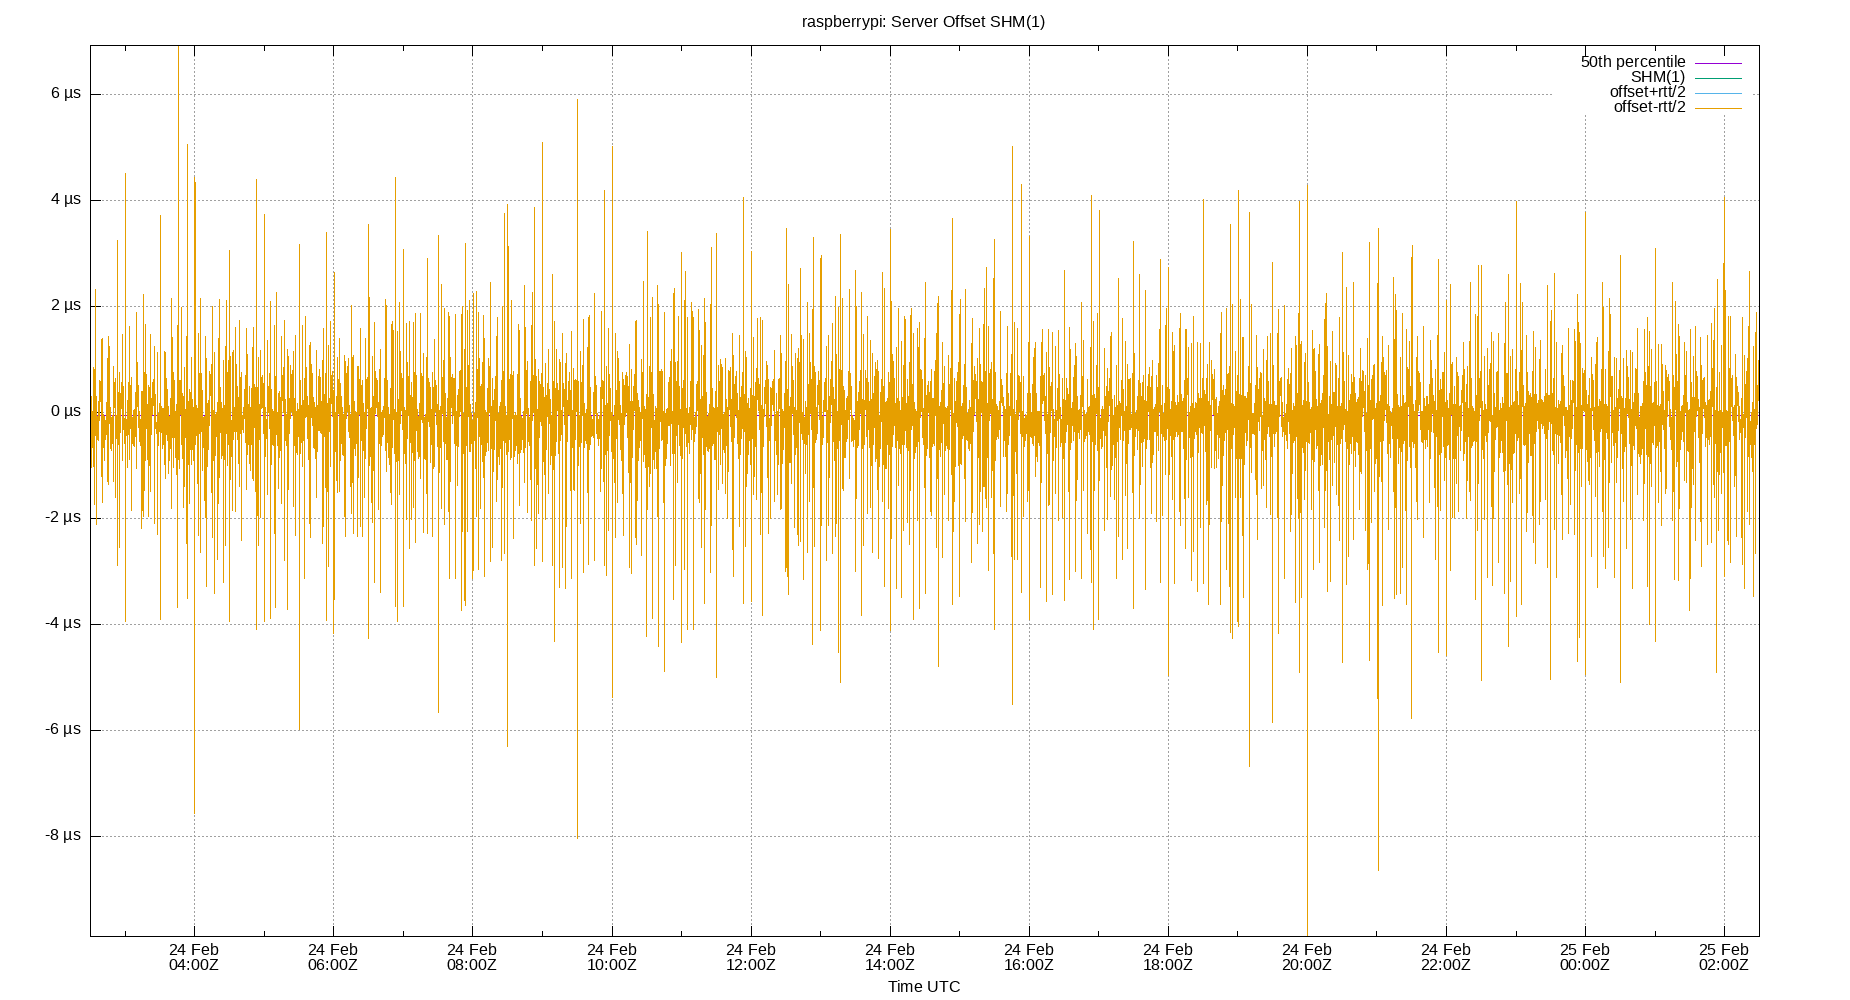 raspberrypi: Server Offset SHM(1)
50th percentile
SHM(1)
offset+rtt/2
offset-rtt/2
6 µs
4 µs
2 µs
0 µs
-2 µs
-4 µs
-6 µs
-8 µs
24 Feb 24 Feb 24 Feb 24 Feb 24 Feb 24 Feb 24 Feb 24 Feb 24 Feb 24 Feb 25 Feb 25 Feb
04:00Z 06:00Z 08:00Z 10:00Z 12:00Z 14:00Z 16:00Z 18:00Z 20:00Z 22:00Z 00:00Z 02:00Z
Time UTC